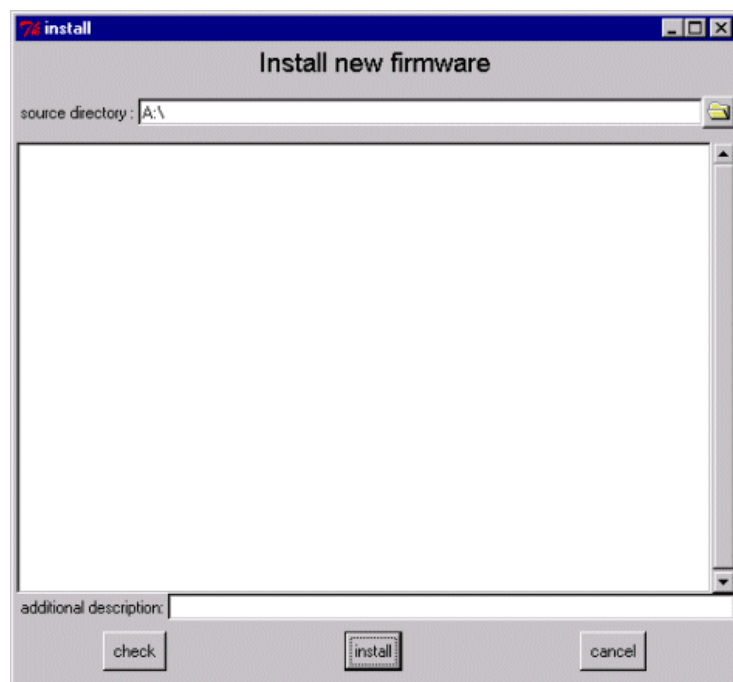 install
Install new firmware
source directory : A:\
additional description:
check install cancel